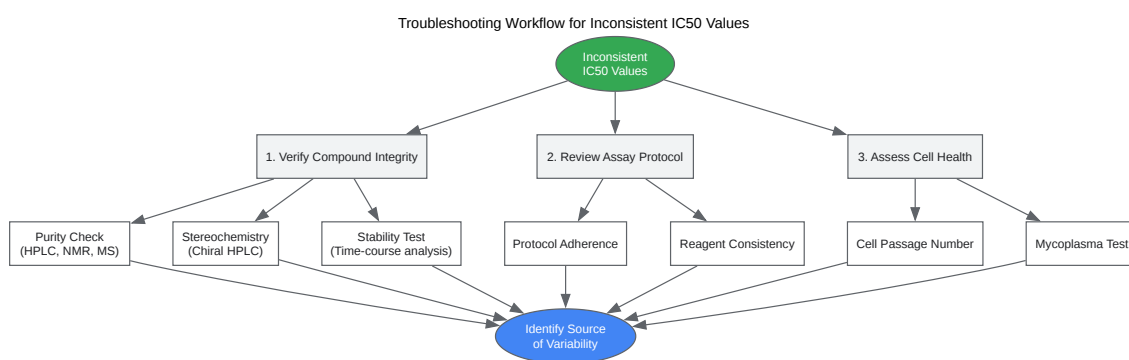 Troubleshooting Workflow for Inconsistent IC50 Values
Inconsistent
IC50 Values
1. Verify Compound Integrity
2. Review Assay Protocol
3. Assess Cell Health
Purity Check
(HPLC, NMR, MS)
Stereochemistry
(Chiral HPLC)
Stability Test
(Time-course analysis)
Protocol Adherence
Reagent Consistency
Cell Passage Number
Mycoplasma Test
Identify Source
of Variability